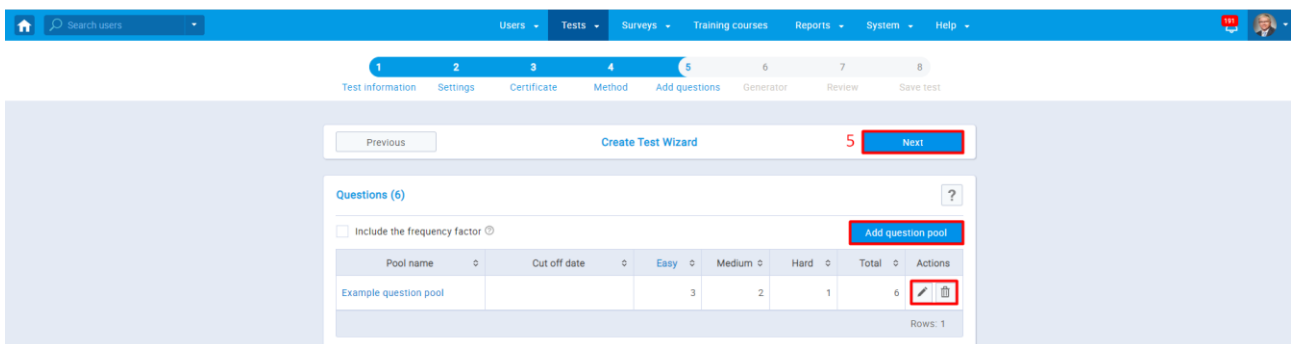 Search users Users Tests Surveys Training courses Reports System Help 191
1 2 3 4 5 6 7 8
Test information Settings Certificate Method Add questions Generator Review Save test
Previous Create Test Wizard 5 Next
Questions (6) ?
Include the frequency factor ? Add question pool
Pool name Cut off date Easy Medium Hard Total Actions
Example question pool 3 2 1 6
Rows: 1